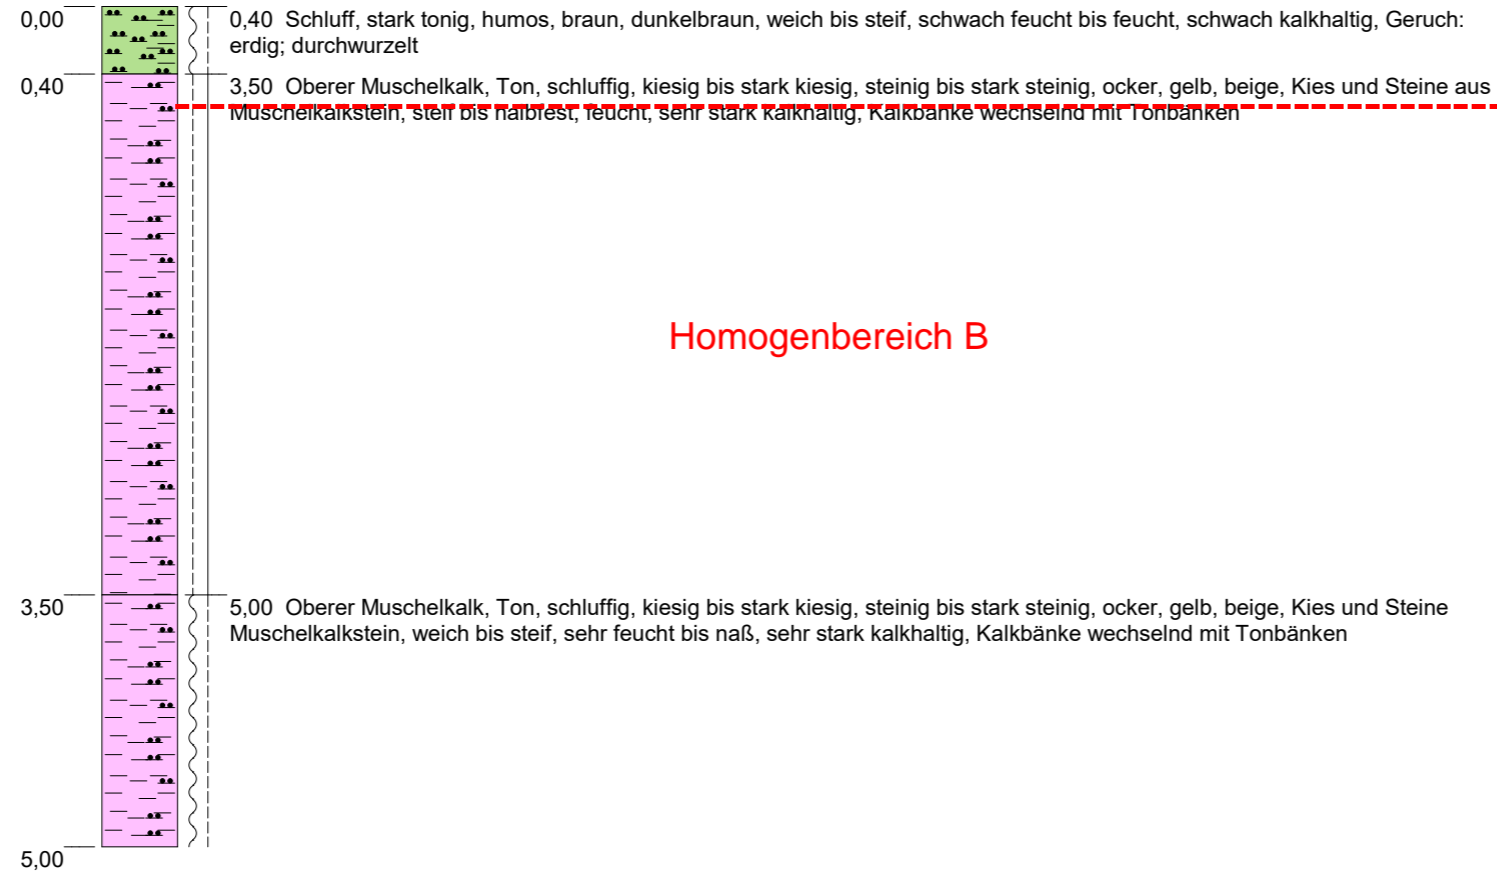 0,00
0,40 Schluff, stark tonig, humos, braun, dunkelbraun, weich bis steif, schwach feucht bis feucht, schwach kalkhaltig, Geruch:
erdig; durchwurzelt
0,40
3,50 Oberer Muschelkalk, Ton, schluffig, kiesig bis stark kiesig, steinig bis stark steinig, ocker, gelb, beige, Kies und Steine aus
Muschelkalkstein, steif bis halbfest, feucht, sehr stark kalkhaltig, Kalkbänke wechselnd mit Tonbänken
Homogenbereich B
3,50
5,00 Oberer Muschelkalk, Ton, schluffig, kiesig bis stark kiesig, steinig bis stark steinig, ocker, gelb, beige, Kies und Steine
Muschelkalkstein, weich bis steif, sehr feucht bis naß, sehr stark kalkhaltig, Kalkbänke wechselnd mit Tonbänken
5,00